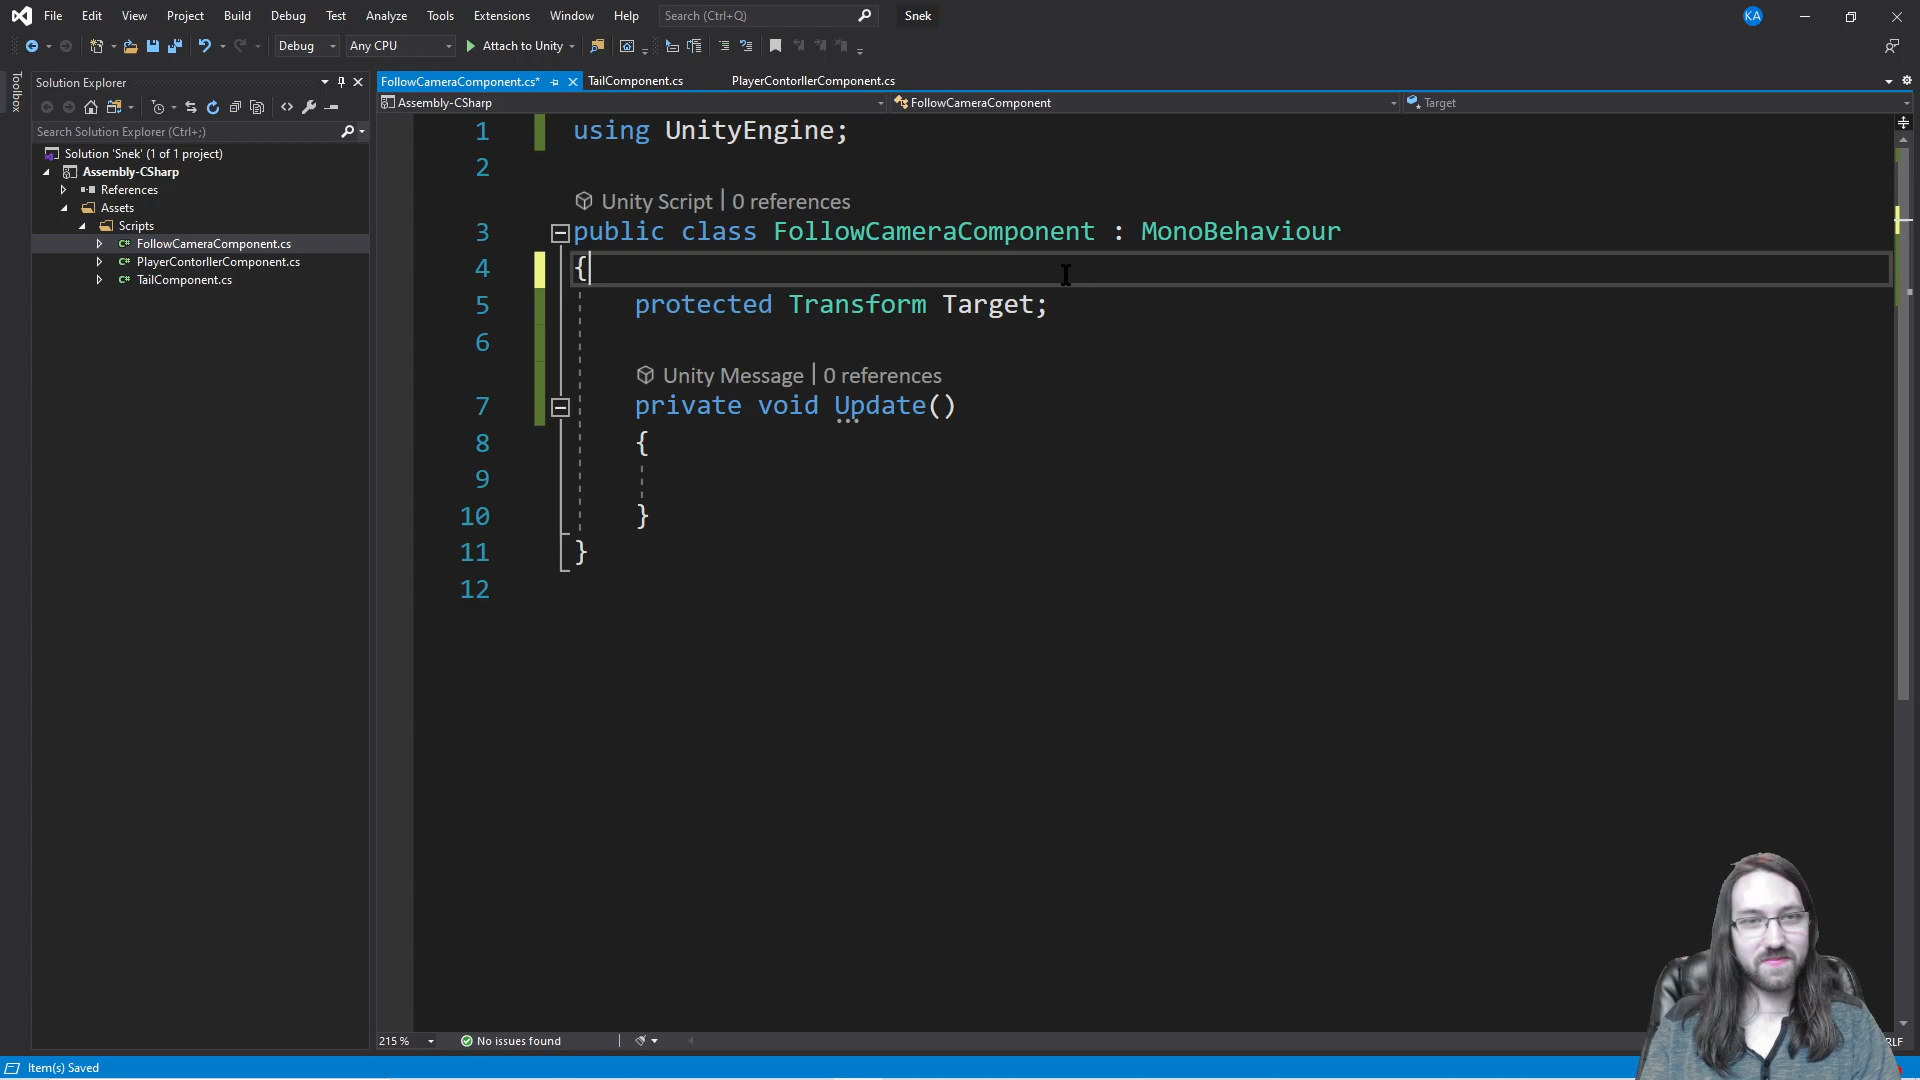 File Edit View Project Build Debug Test Analyze Tools Extensions Window Help Search (Ctrl+Q) Snek KA
Debug Any CPU Attach to Unity
Toolbox
Solution Explorer
Search Solution Explorer (Ctrl+;)
Solution 'Snek' (1 of 1 project)
Assembly-CSharp
References
Assets
Scripts
C# FollowCameraComponent.cs
C# PlayerContorllerComponent.cs
C# TailComponent.cs
FollowCameraComponent.cs* TailComponent.cs PlayerContorllerComponent.cs
Assembly-CSharp FollowCameraComponent Target
1 using UnityEngine;
2
Unity Script | 0 references
3 public class FollowCameraComponent : MonoBehaviour
4 {
5 protected Transform Target;
6
Unity Message | 0 references
7 private void Update()
8 {
9
10 }
11 }
12
215 % No issues found RLF
Item(s) Saved